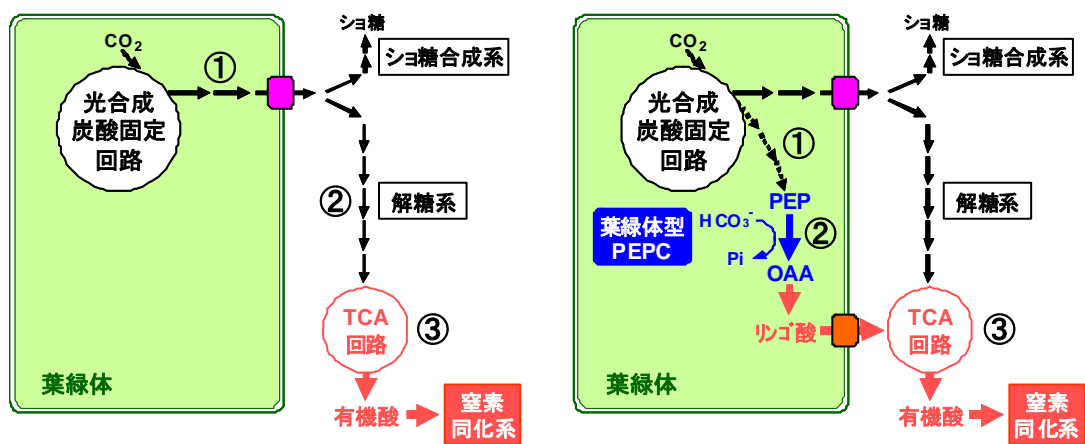 CO2
①
光合成
炭酸固定
回路
ショ糖
ショ糖合成系
②
解糖系
TCA
回路
③
有機酸
窒素
同化系
葉緑体
CO2
光合成
炭酸固定
回路
①
PEP
葉緑体型
PEPC
HCO3-
②
Pi
OAA
リンゴ酸
ショ糖
ショ糖合成系
解糖系
TCA
回路
③
有機酸
窒素
同化系
葉緑体